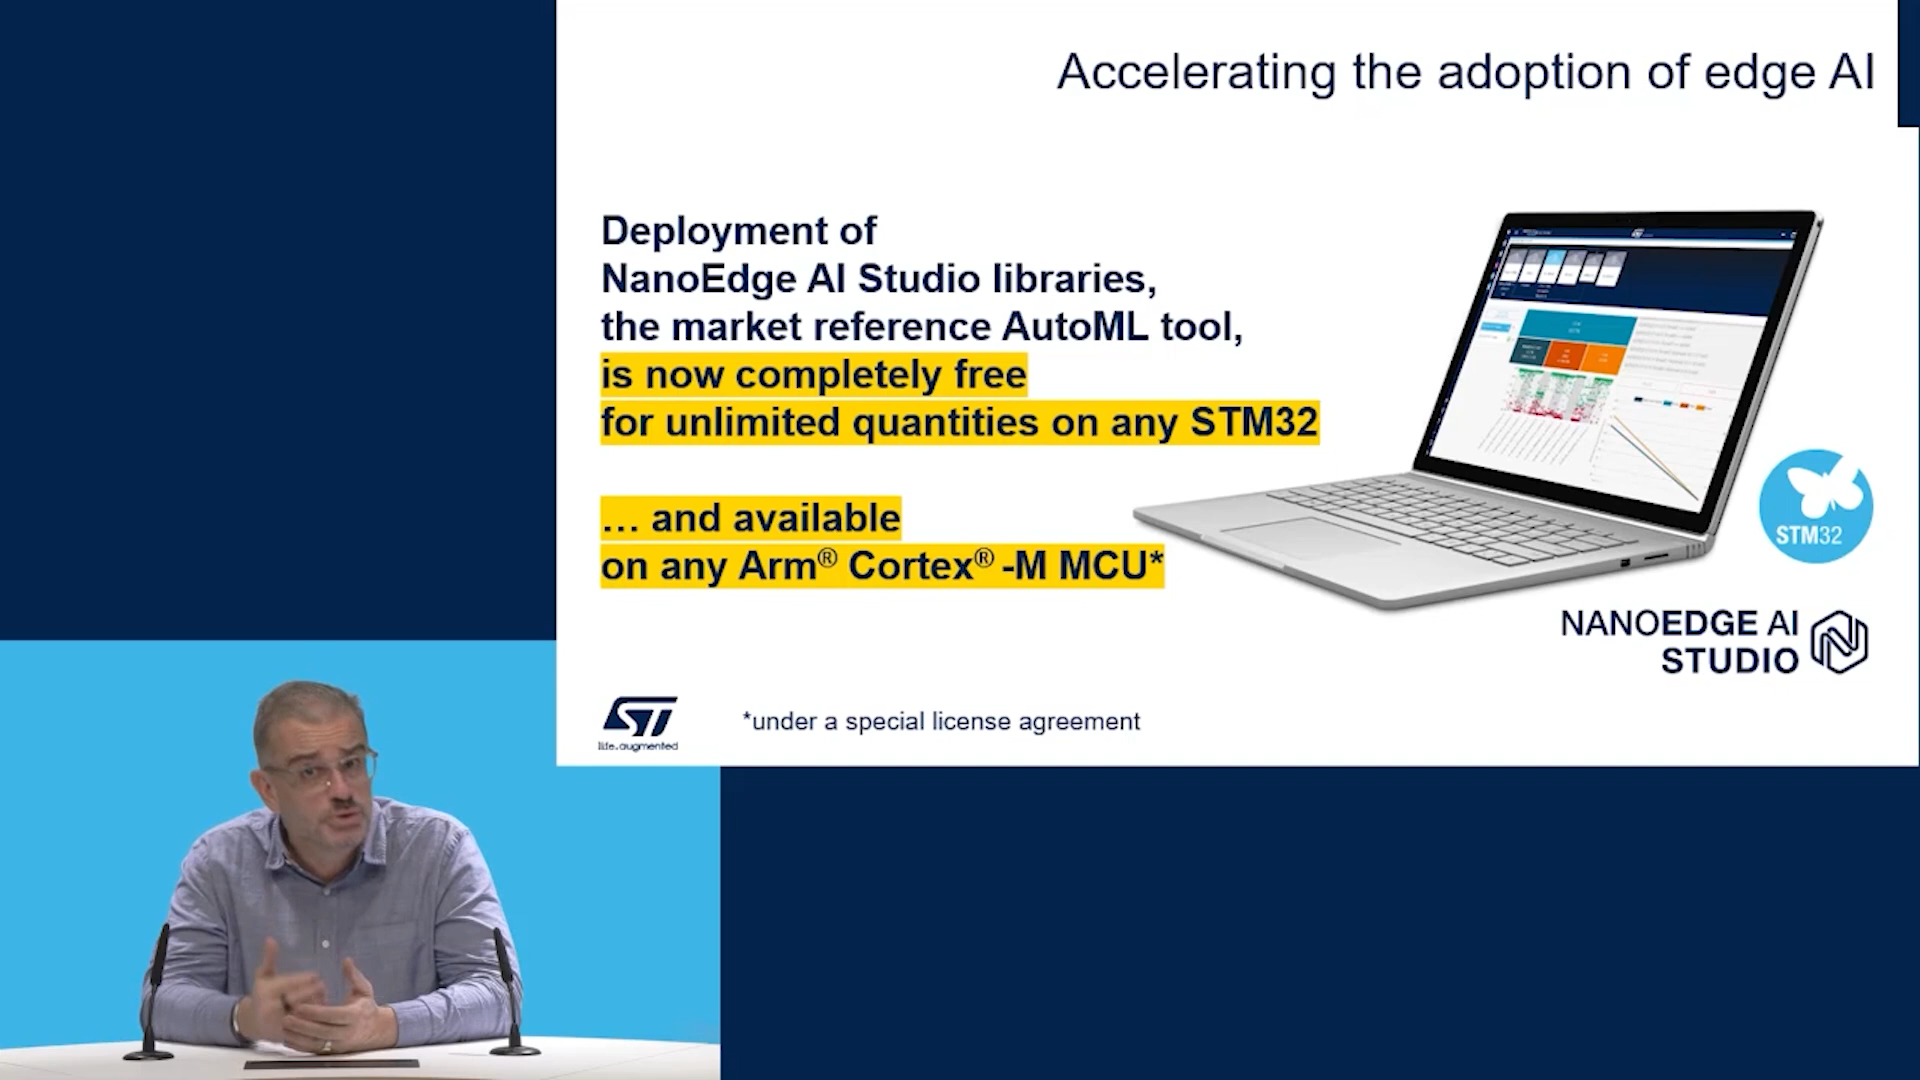 Accelerating the adoption of edge AI
Deployment of
NanoEdge AI Studio libraries,
the market reference AutoML tool,
is now completely free
for unlimited quantities on any STM32
… and available
on any Arm® Cortex® -M MCU*
STM32
NANOEDGE AI
STUDIO
ST
life.augmented
*under a special license agreement